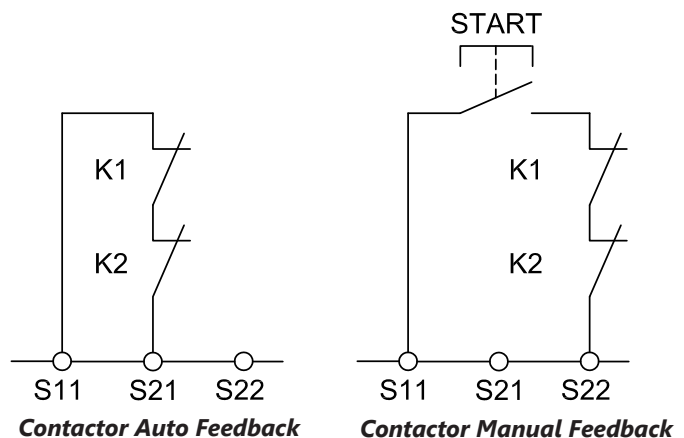 START
K1
K1
K2
K2
S11 S21 S22
S11 S21 S22
Contactor Auto Feedback
Contactor Manual Feedback